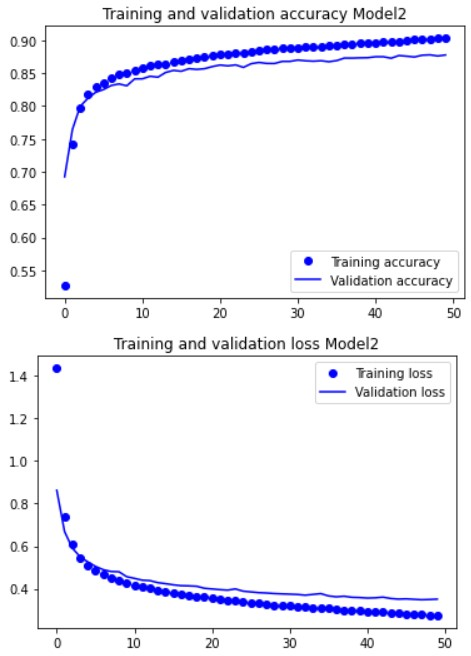 Training and validation accuracy Model2
0.90
0.85
0.80
0.75
0.70
0.65
0.60
0.55
Training accuracy
Validation accuracy
0 10 20 30 40 50
Training and validation loss Model2
1.4
1.2
1.0
0.8
0.6
0.4
Training loss
Validation loss
0 10 20 30 40 50